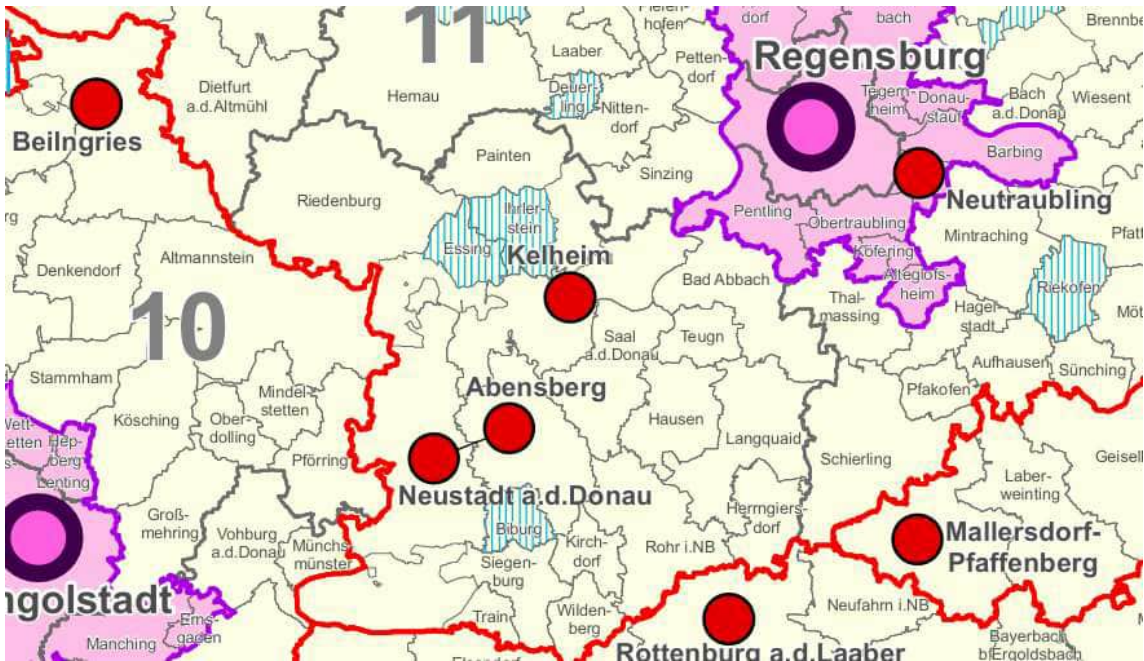 11
Laaber
Brennbe
dorf
bach
Petten-
dorf
Regensburg
Dietfurt
a.d.Altmühl
Hemau
Deuer-
ling
Nitten-
dorf
Tegern-
heim
Donau-
stauf
Bach
a.d.Donau
Wiesent
Beilngries
Painten
Sinzing
Barbing
Neutraubling
Riedenburg
Ihrler-
stein
Essing
Kelheim
Pentling
Obertraubling
Mintraching
Pfatt
Köfering
Alteglofs-
heim
Riekofen
Denkendorf
Altmannstein
Bad Abbach
Thal-
massing
Hagel-
stadt
Möt
10
Saal
a.d.Donau
Teugn
Aufhausen
Sünching
Pfakofen
Stammham
Kösching
Mindel-
stetten
Ober-
dolling
Abensberg
Hausen
Langquaid
Wett-
stetten
Hep-
berg
Lenting
Pförring
Schierling
Geisell
Laber-
weinting
Neustadt a.d.Donau
Groß-
mehring
Vohburg
a.d.Donau
Münchs-
münster
Biburg
Siegen-
burg
Kirch-
dorf
Rohr i.NB
Herrngiers-
dorf
Mallersdorf-
Pfaffenberg
ngolstadt
Manching
Erns-
gaden
Train
Wilden-
berg
Neufahrn i.NB
Rottenburg a.d.Laaber
Bayerbach
b.Ergoldsbach